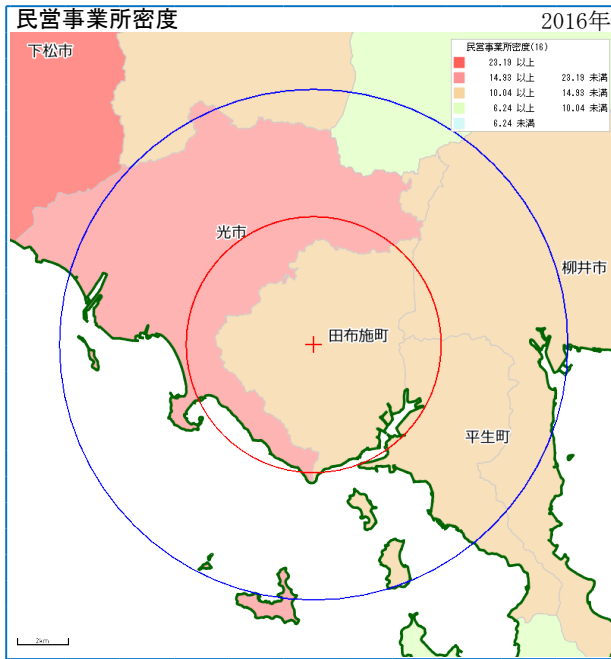 民営事業所密度
2016年
民営事業所密度(16)
23.19 以上
14.93 以上 23.19 未満
10.04 以上 14.93 未満
6.24 以上 10.04 未満
6.24 未満
下松市
光市
柳井市
田布施町
平生町
2km